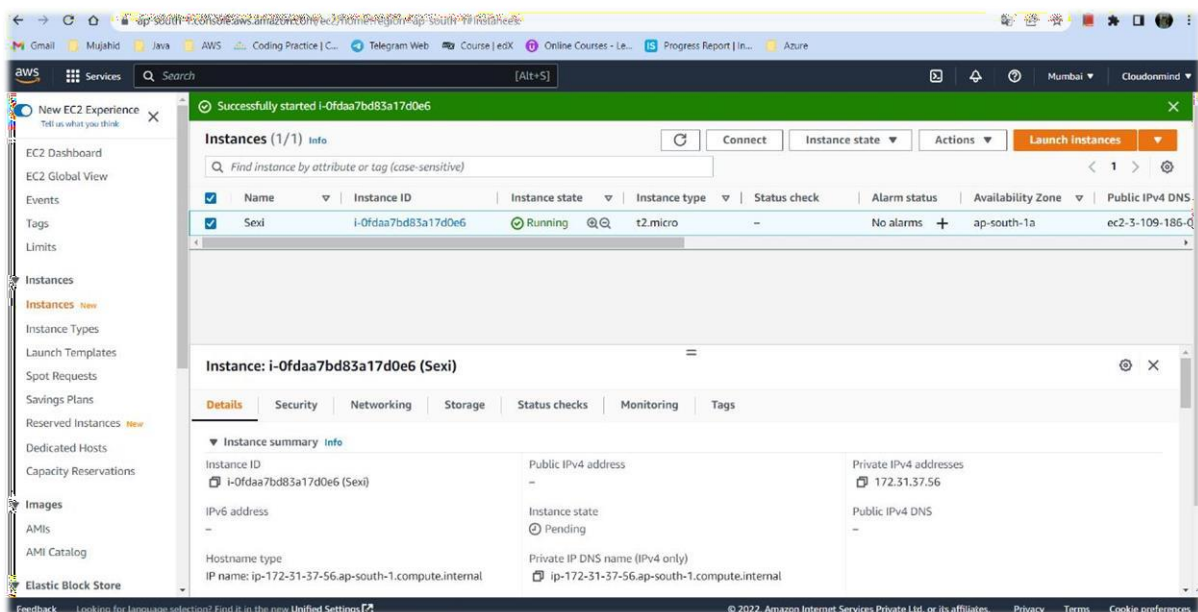 Gmail Mujahid Java AWS Coding Practice | C... Telegram Web Course | edX Online Courses - Le... IS Progress Report | In... Azure
aws Services Search [Alt+S] Mumbai ▼ Cloudonmind ▼
New EC2 Experience
Tell us what you think
Successfully started i-0fdaa7bd83a17d0e6
Instances (1/1) Info Connect Instance state ▼ Actions ▼ Launch instances ▼
Find instance by attribute or tag (case-sensitive) < 1 >
Name Instance ID Instance state Instance type Status check Alarm status Availability Zone Public IPv4 DNS
Sexi i-0fdaa7bd83a17d0e6 Running t2.micro – No alarms + ap-south-1a ec2-3-109-186-0
EC2 Dashboard
EC2 Global View
Events
Tags
Limits
Instances
Instances New
Instance Types
Launch Templates
Spot Requests
Savings Plans
Reserved Instances New
Dedicated Hosts
Capacity Reservations
Images
AMIs
AMI Catalog
Elastic Block Store
Instance: i-0fdaa7bd83a17d0e6 (Sexi)
Details Security Networking Storage Status checks Monitoring Tags
▼ Instance summary Info
Instance ID
i-0fdaa7bd83a17d0e6 (Sexi)
Public IPv4 address
–
Private IPv4 addresses
172.31.37.56
IPv6 address
–
Instance state
Pending
Public IPv4 DNS
–
Hostname type
IP name: ip-172-31-37-56.ap-south-1.compute.internal
Private IP DNS name (IPv4 only)
ip-172-31-37-56.ap-south-1.compute.internal
Feedback Looking for language selection? Find it in the new Unified Settings © 2022, Amazon Internet Services Private Ltd. or its affiliates. Privacy Terms Cookie preferences